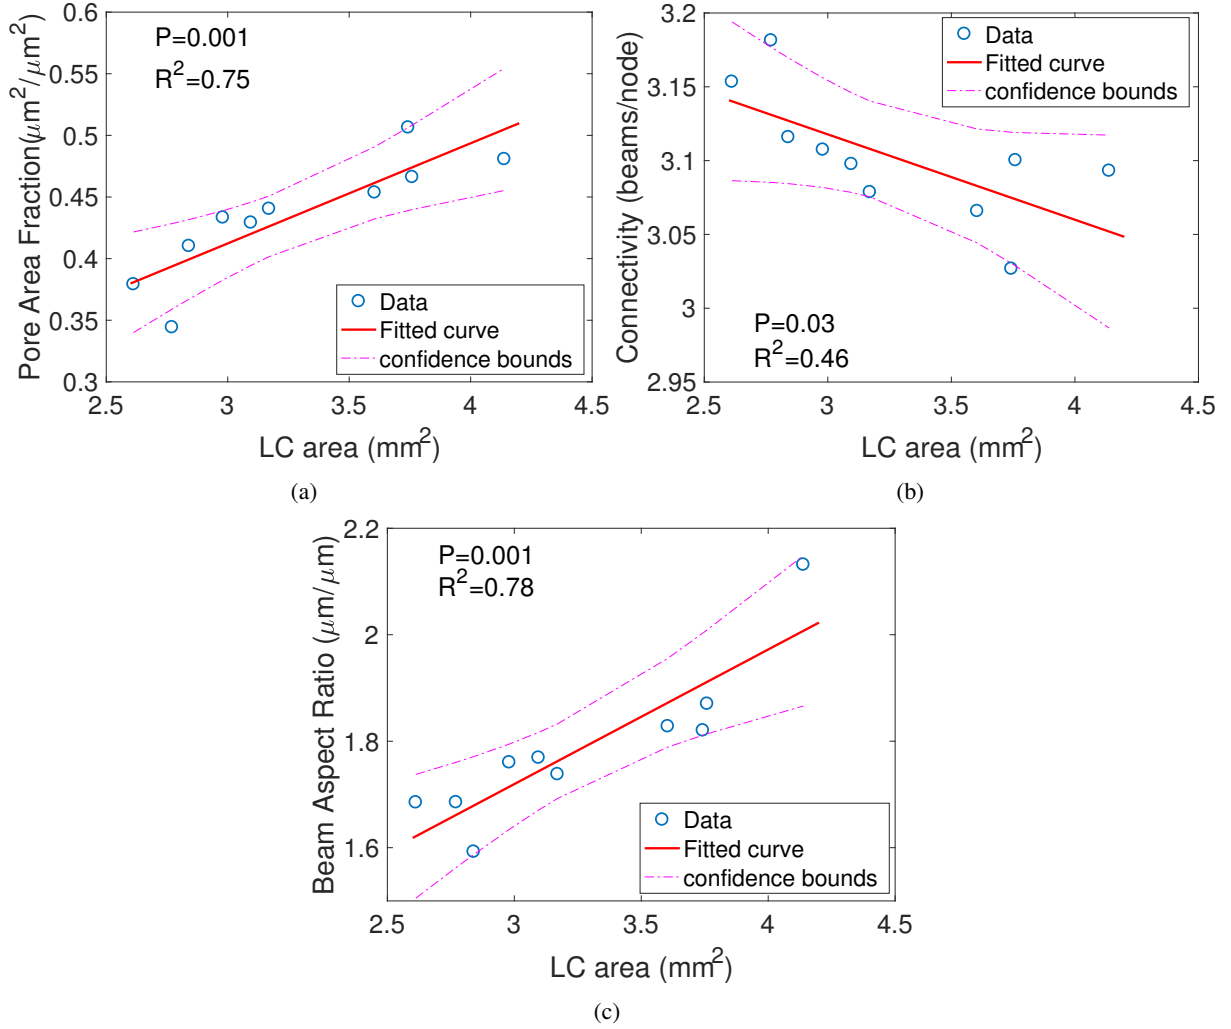 P=0.001
R²=0.75
Pore Area Fraction(μm²/μm²)
0.6
0.55
0.5
0.45
0.4
0.35
0.3
Data
Fitted curve
confidence bounds
2.5 3 3.5 4 4.5
LC area (mm²)
(a)
Connectivity (beams/node)
3.2
3.15
3.1
3.05
3
2.95
Data
Fitted curve
confidence bounds
P=0.03
R²=0.46
2.5 3 3.5 4 4.5
LC area (mm²)
(b)
Beam Aspect Ratio (μm/μm)
2.2
2
1.8
1.6
P=0.001
R²=0.78
Data
Fitted curve
confidence bounds
2.5 3 3.5 4 4.5
LC area (mm²)
(c)